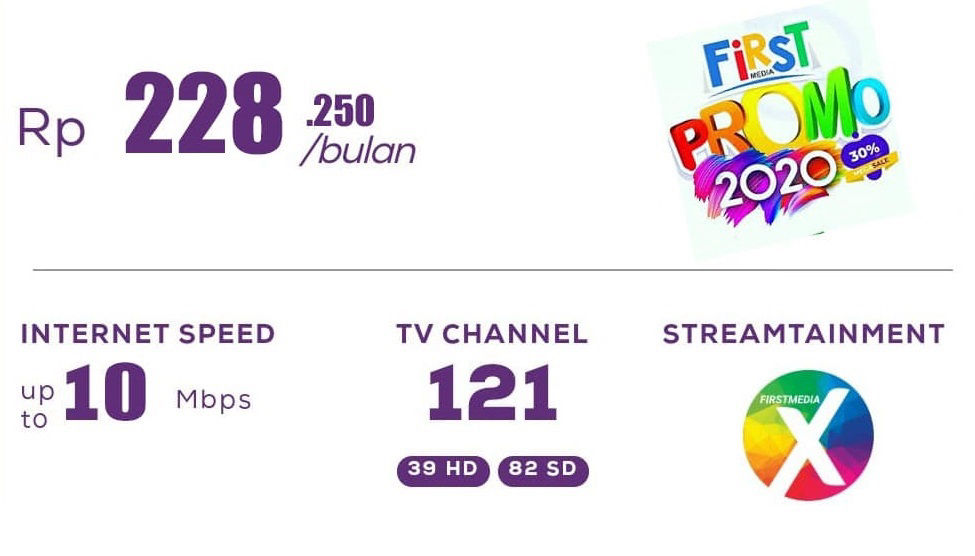 Rp 228.250
/bulan
FiRST
MEDIA
PROMO
2020
30%
SALE
INTERNET SPEED
up to 10 Mbps
TV CHANNEL
121
39 HD 82 SD
STREAMTAINMENT
FIRSTMEDIA
X